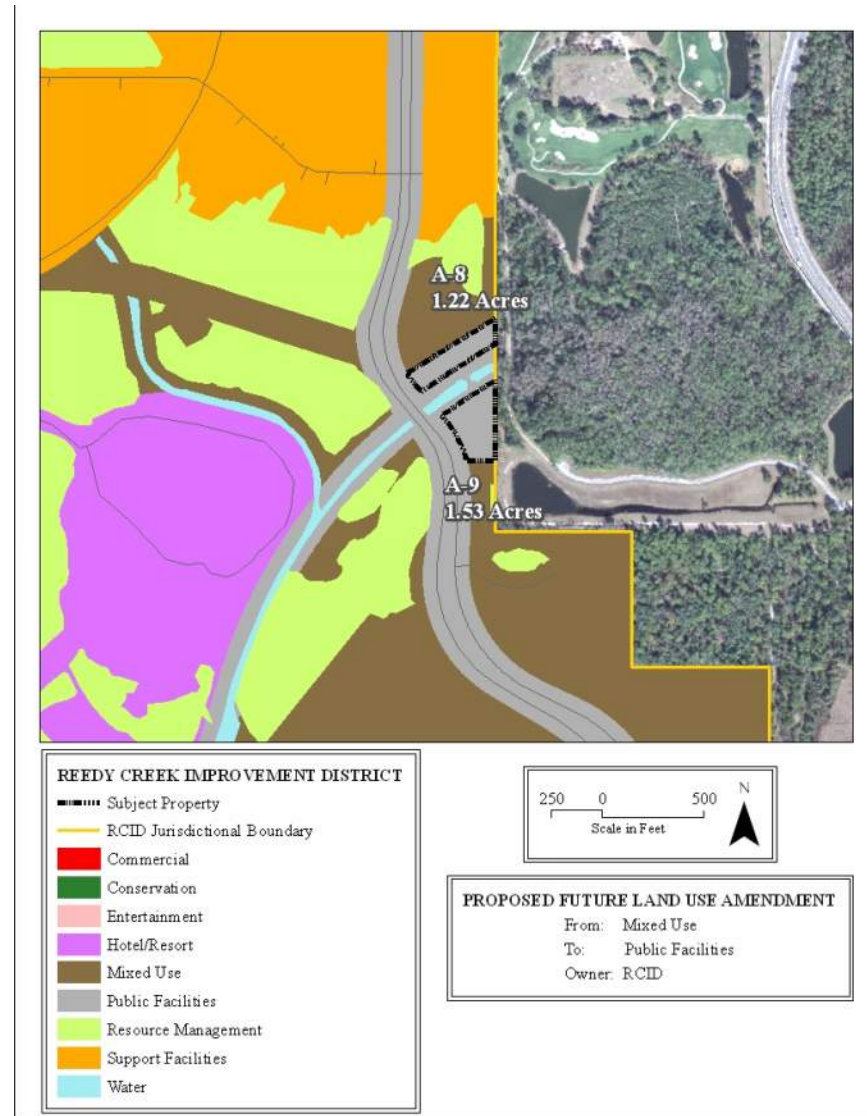 A-8
1.22 Acres
A-9
1.53 Acres
REEDY CREEK IMPROVEMENT DISTRICT
Subject Property
RCID Jurisdictional Boundary
Commercial
Conservation
Entertainment
Hotel/Resort
Mixed Use
Public Facilities
Resource Management
Support Facilities
Water
250 0 500
Scale in Feet
N
PROPOSED FUTURE LAND USE AMENDMENT
From: Mixed Use
To: Public Facilities
Owner: RCID